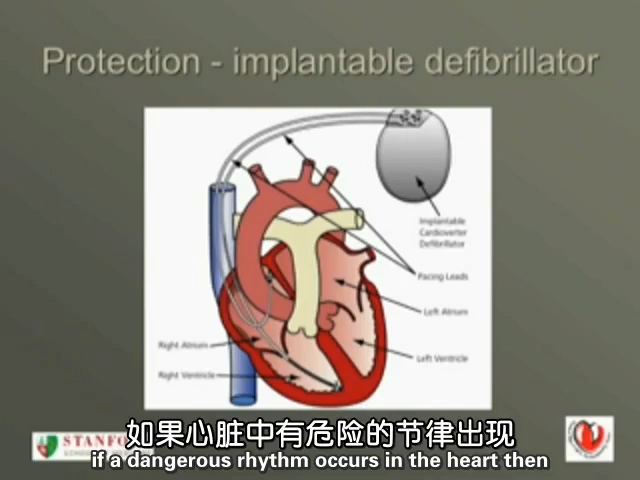 Protection - implantable defibrillator
Implantable
Cardioverter
Defibrillator
Pacing Leads
Left Atrium
Right Atrium
Left Ventricle
Right Ventricle
如果心脏中有危险的节律出现
STANFO
if a dangerous rhythm occurs in the heart then